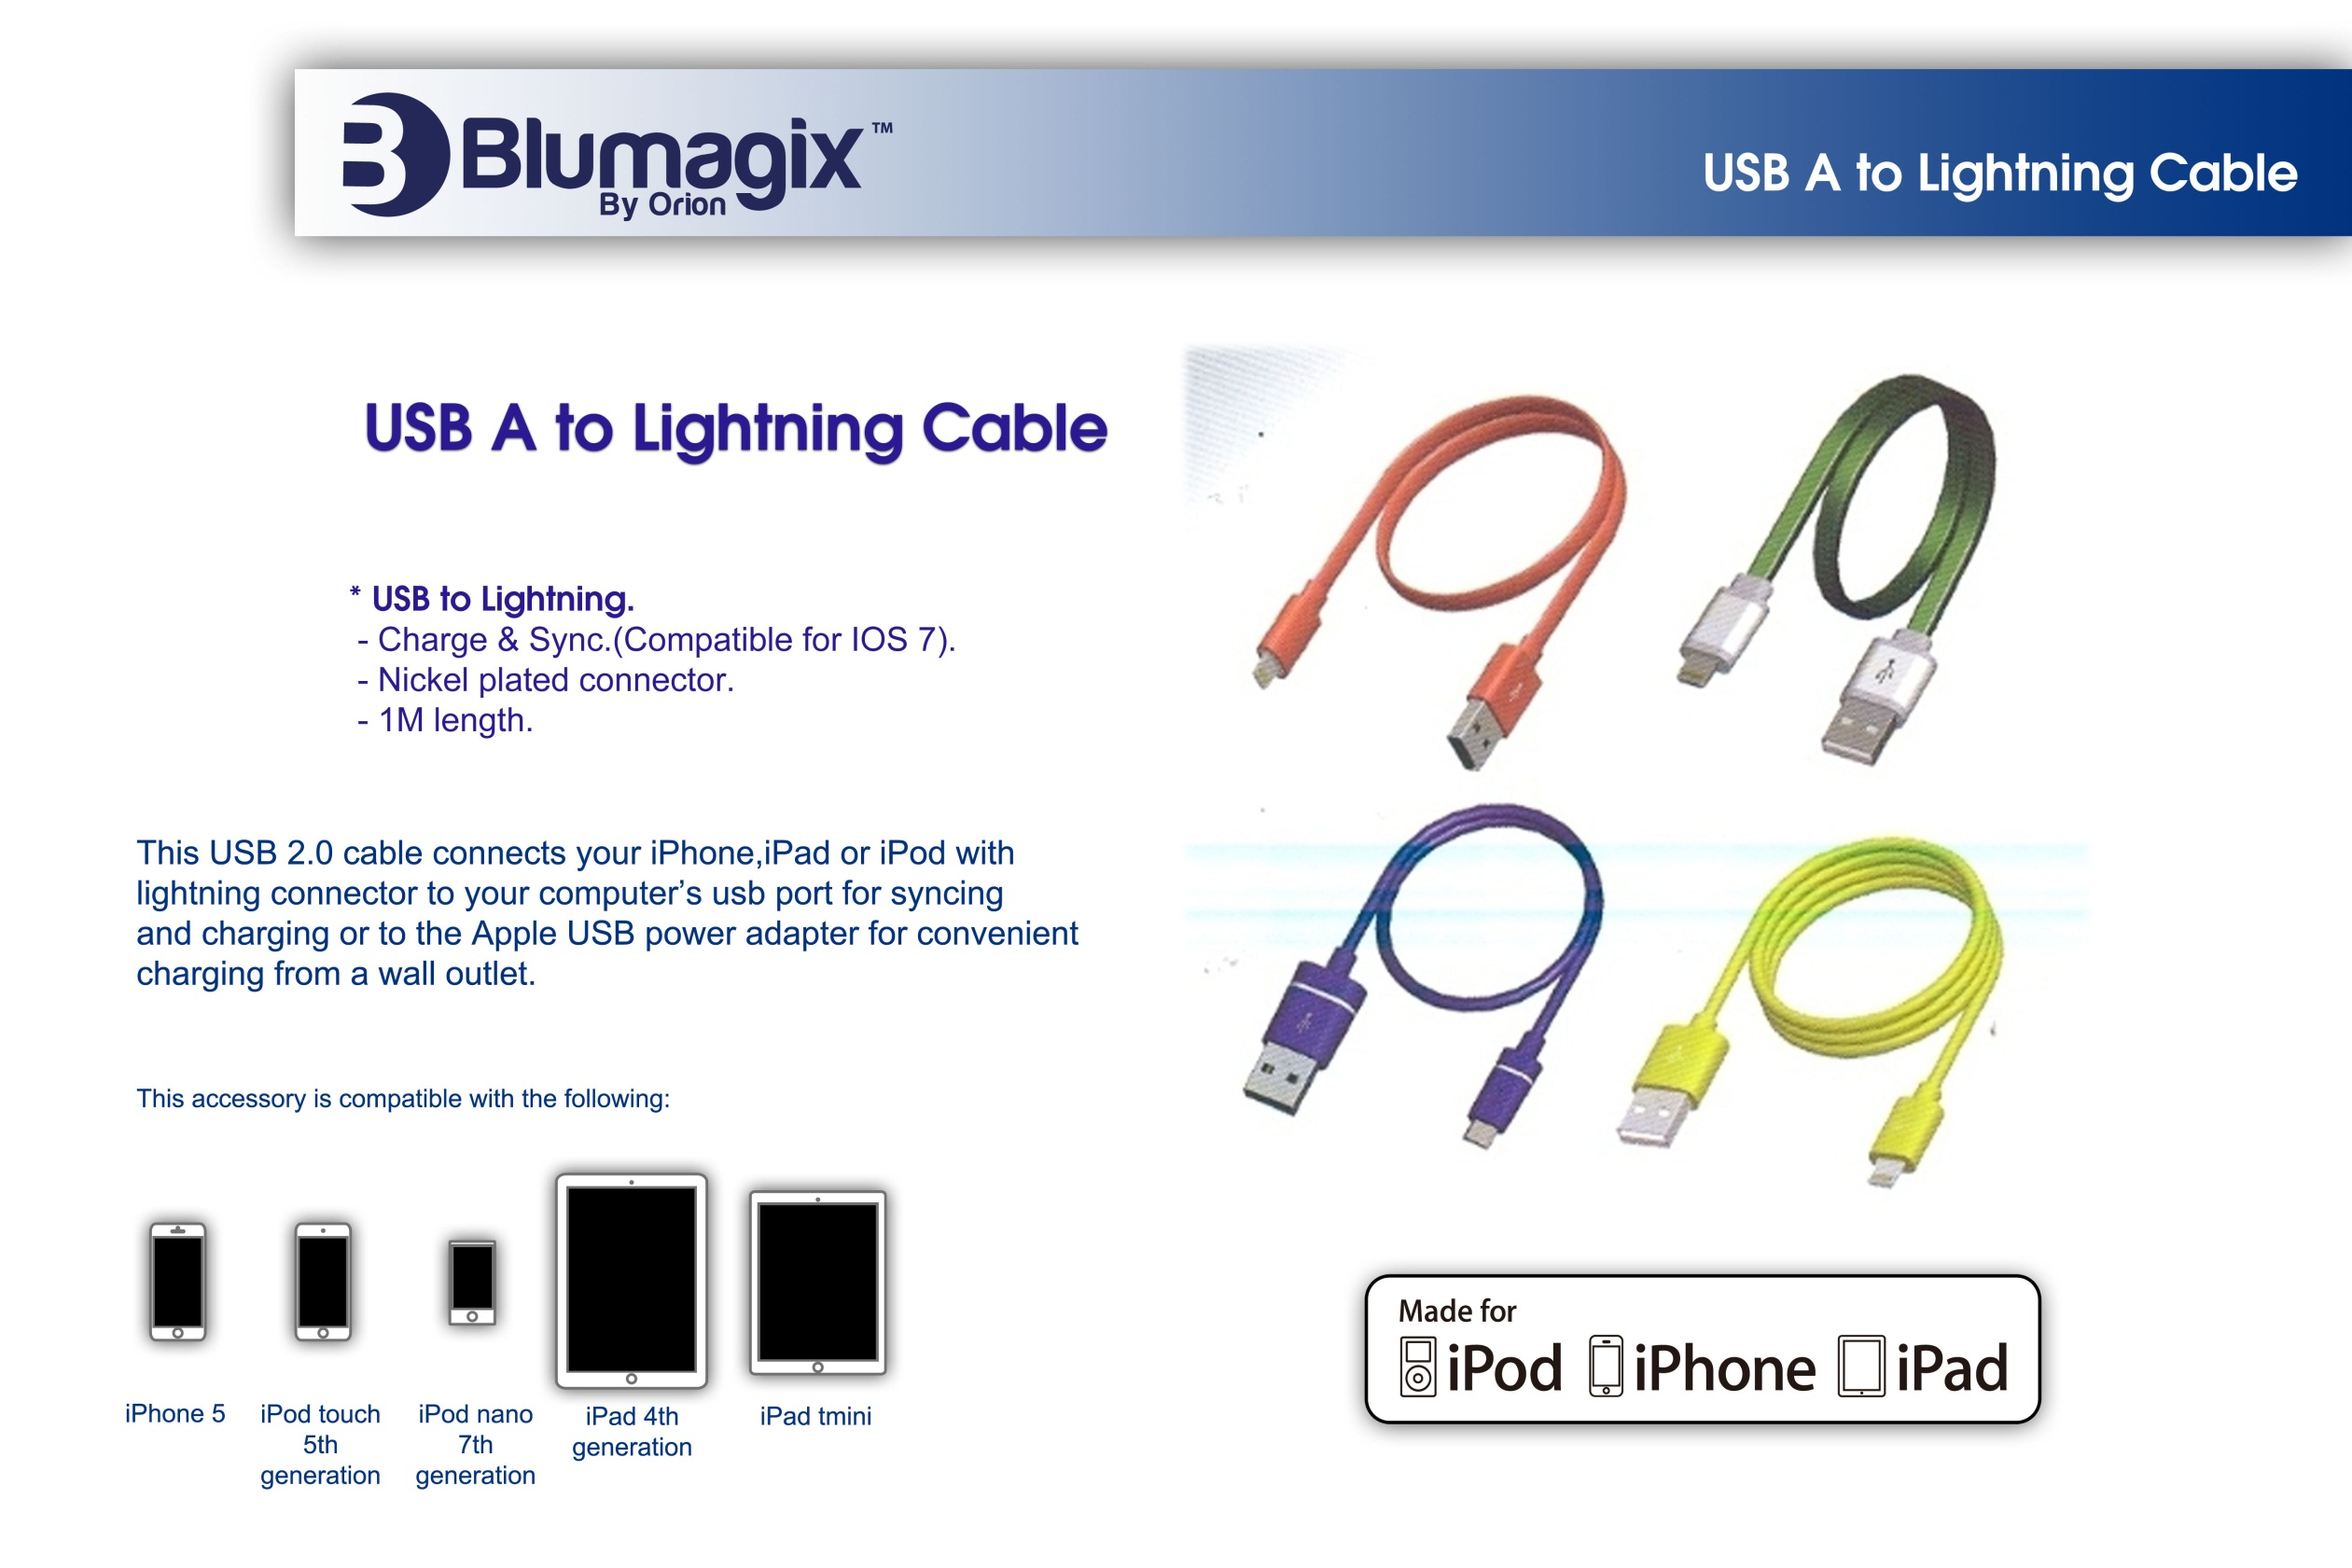 Blumagix™
By Orion
USB A to Lightning Cable
USB A to Lightning Cable
* USB to Lightning.
- Charge & Sync.(Compatible for IOS 7).
- Nickel plated connector.
- 1M length.
This USB 2.0 cable connects your iPhone,iPad or iPod with
lightning connector to your computer’s usb port for syncing
and charging or to the Apple USB power adapter for convenient
charging from a wall outlet.
This accessory is compatible with the following:
iPhone 5
iPod touch
5th
generation
iPod nano
7th
generation
iPad 4th
generation
iPad tmini
Made for
iPod iPhone iPad